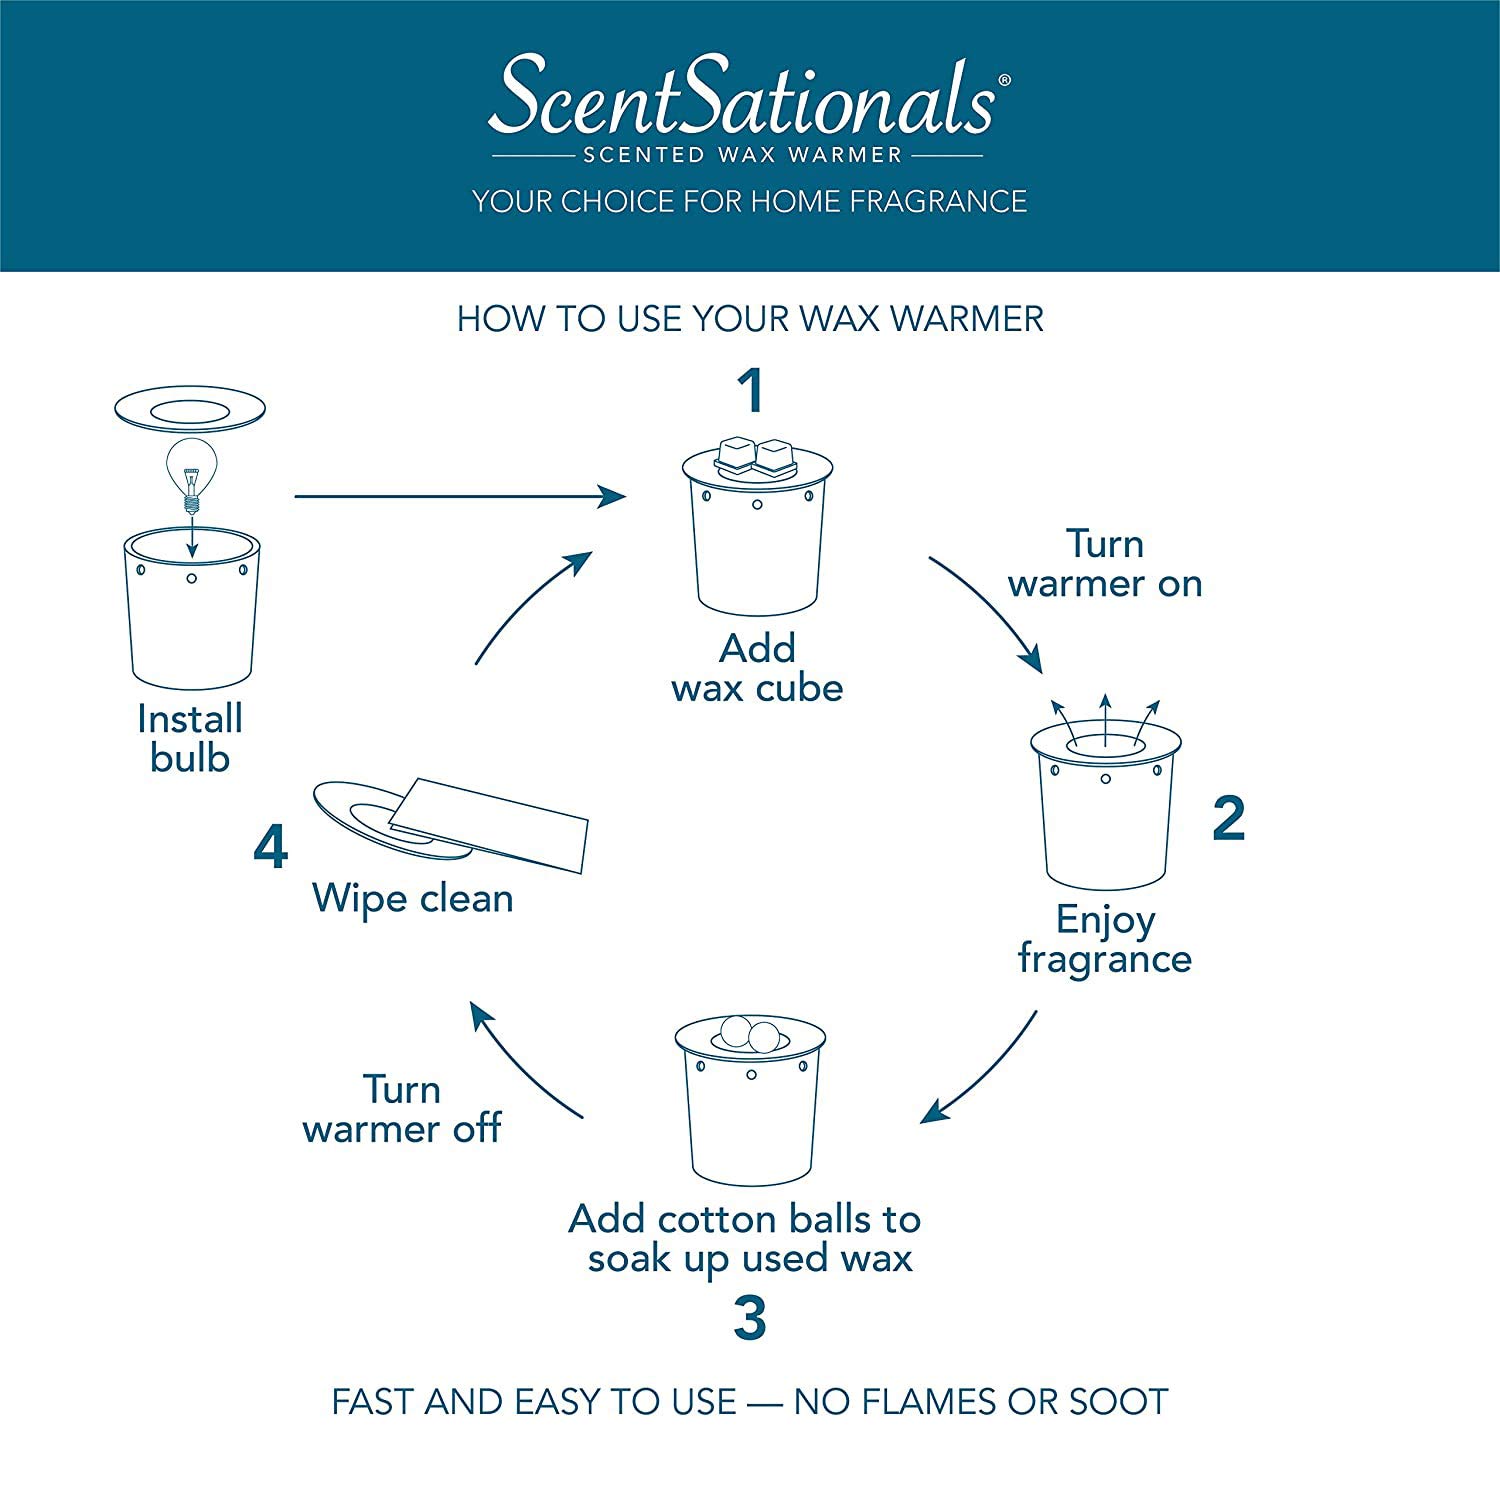 ScentSationals®
SCENTED WAX WARMER
YOUR CHOICE FOR HOME FRAGRANCE
HOW TO USE YOUR WAX WARMER
Install
bulb
1
Add
wax cube
Turn
warmer on
2
Enjoy
fragrance
Add cotton balls to
soak up used wax
3
Turn
warmer off
4
Wipe clean
FAST AND EASY TO USE — NO FLAMES OR SOOT